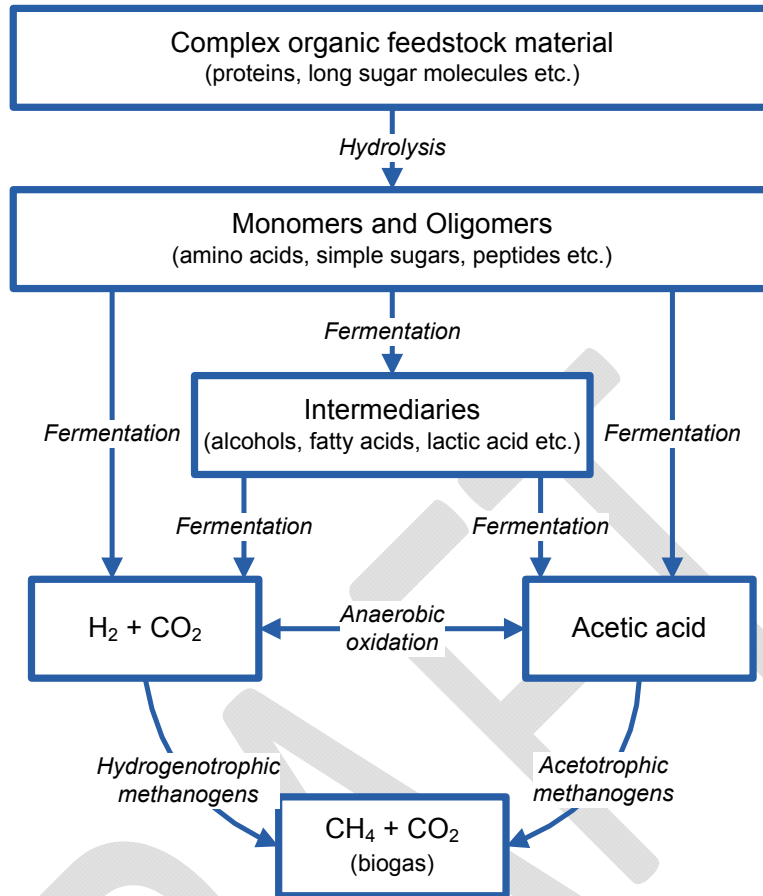 Complex organic feedstock material
(proteins, long sugar molecules etc.)
Hydrolysis
Monomers and Oligomers
(amino acids, simple sugars, peptides etc.)
Fermentation
Intermediaries
(alcohols, fatty acids, lactic acid etc.)
Fermentation
Fermentation
Fermentation
Fermentation
H₂ + CO₂
Anaerobic
oxidation
Acetic acid
Hydrogenotrophic
methanogens
Acetotrophic
methanogens
CH₄ + CO₂
(biogas)